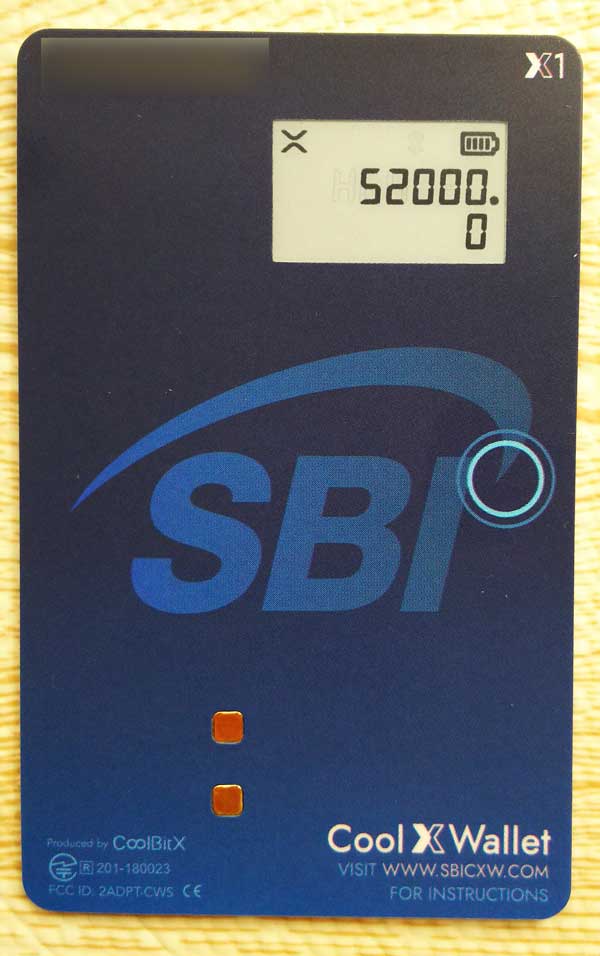 X1
52000.
0
SBI
Produced by CoolBitX
R 201-180023
FCC ID: 2ADPT-CWS CE
Cool X Wallet
VISIT WWW.SBICXW.COM
FOR INSTRUCTIONS